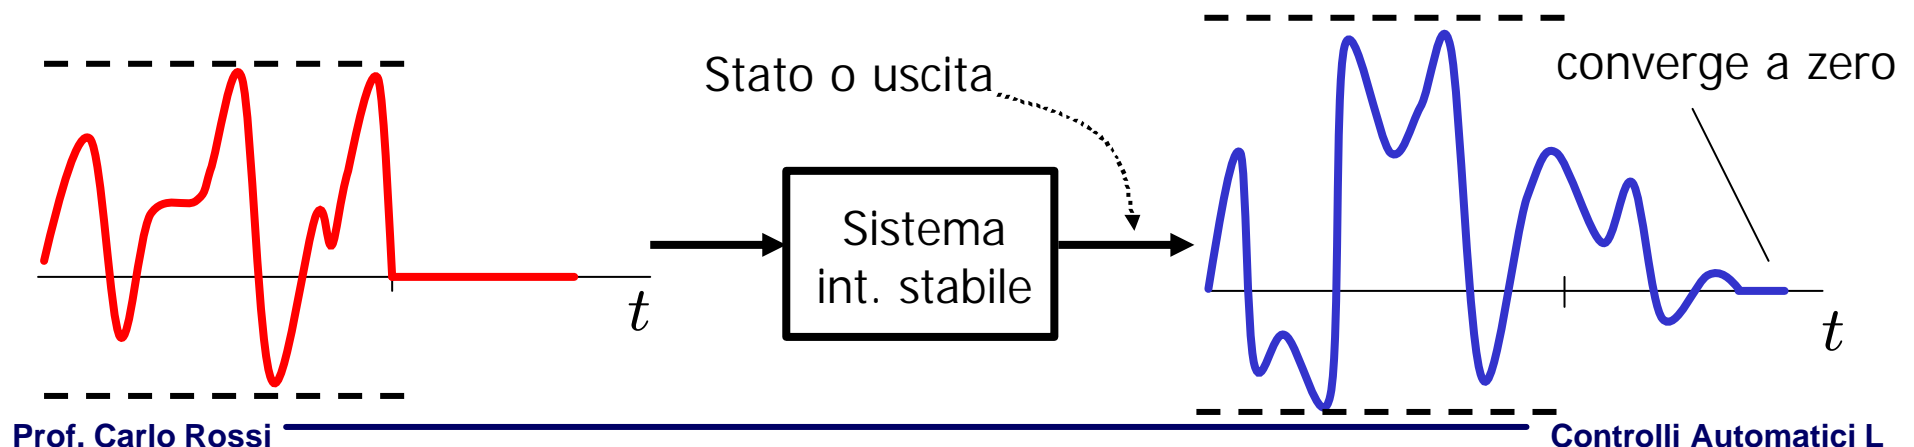 Stato o uscita
converge a zero
Sistema
int. stabile
t
t
Prof. Carlo Rossi
Controlli Automatici L